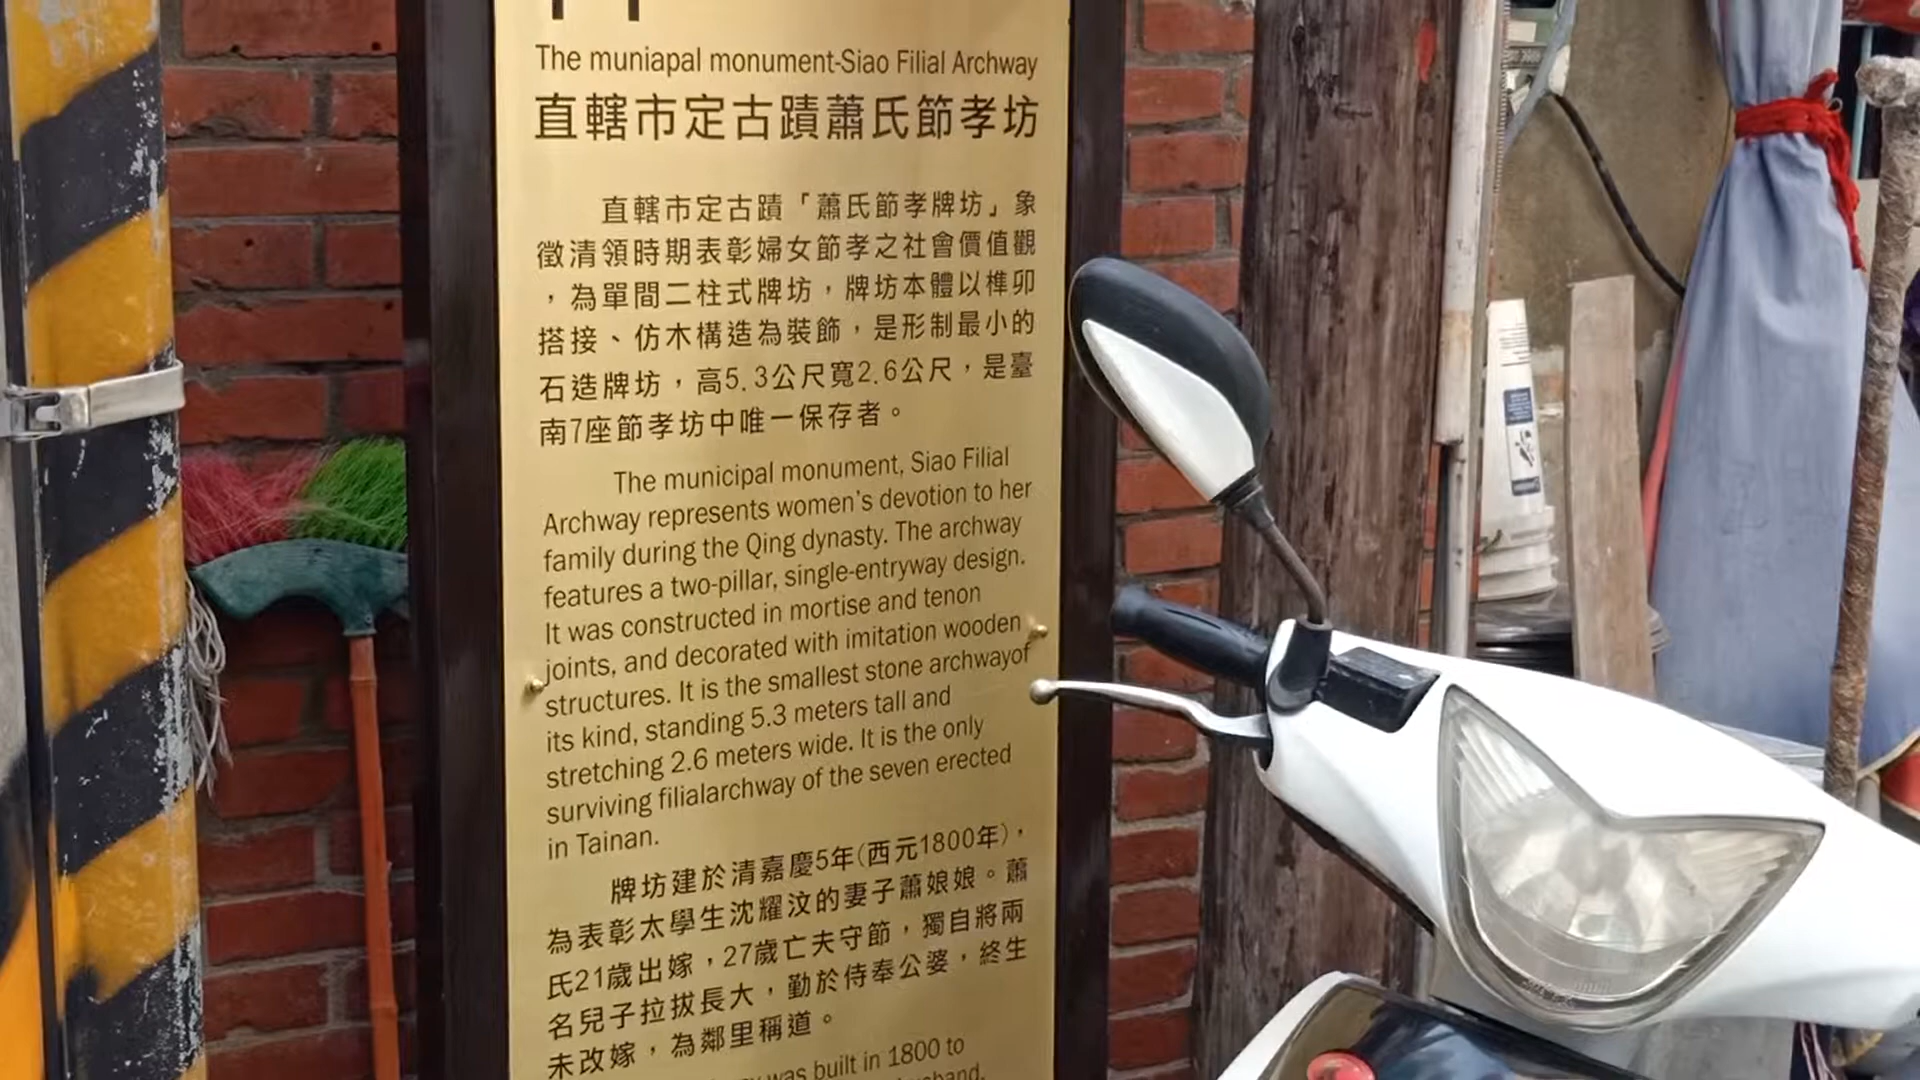 The muniapal monument-Siao Filial Archway
直轄市定古蹟蕭氏節孝坊
直轄市定古蹟「蕭氏節孝牌坊」象
徵清領時期表彰婦女節孝之社會價值觀
，為單間二柱式牌坊，牌坊本體以榫卯
搭接、仿木構造為裝飾，是形制最小的
石造牌坊，高5.3公尺寬2.6公尺，是臺
南7座節孝坊中唯一保存者。
The municipal monument, Siao Filial
Archway represents women's devotion to her
family during the Qing dynasty. The archway
features a two-pillar, single-entryway design.
It was constructed in mortise and tenon
joints, and decorated with imitation wooden
structures. It is the smallest stone archwayof
its kind, standing 5.3 meters tall and
stretching 2.6 meters wide. It is the only
surviving filialarchway of the seven erected
in Tainan.
牌坊建於清嘉慶5年(西元1800年)，
為表彰太學生沈耀汶的妻子蕭娘娘。蕭
氏21歲出嫁，27歲亡夫守節，獨自將兩
名兒子拉拔長大，勤於侍奉公婆，終生
未改嫁，為鄰里稱道。
was built in 1800 to